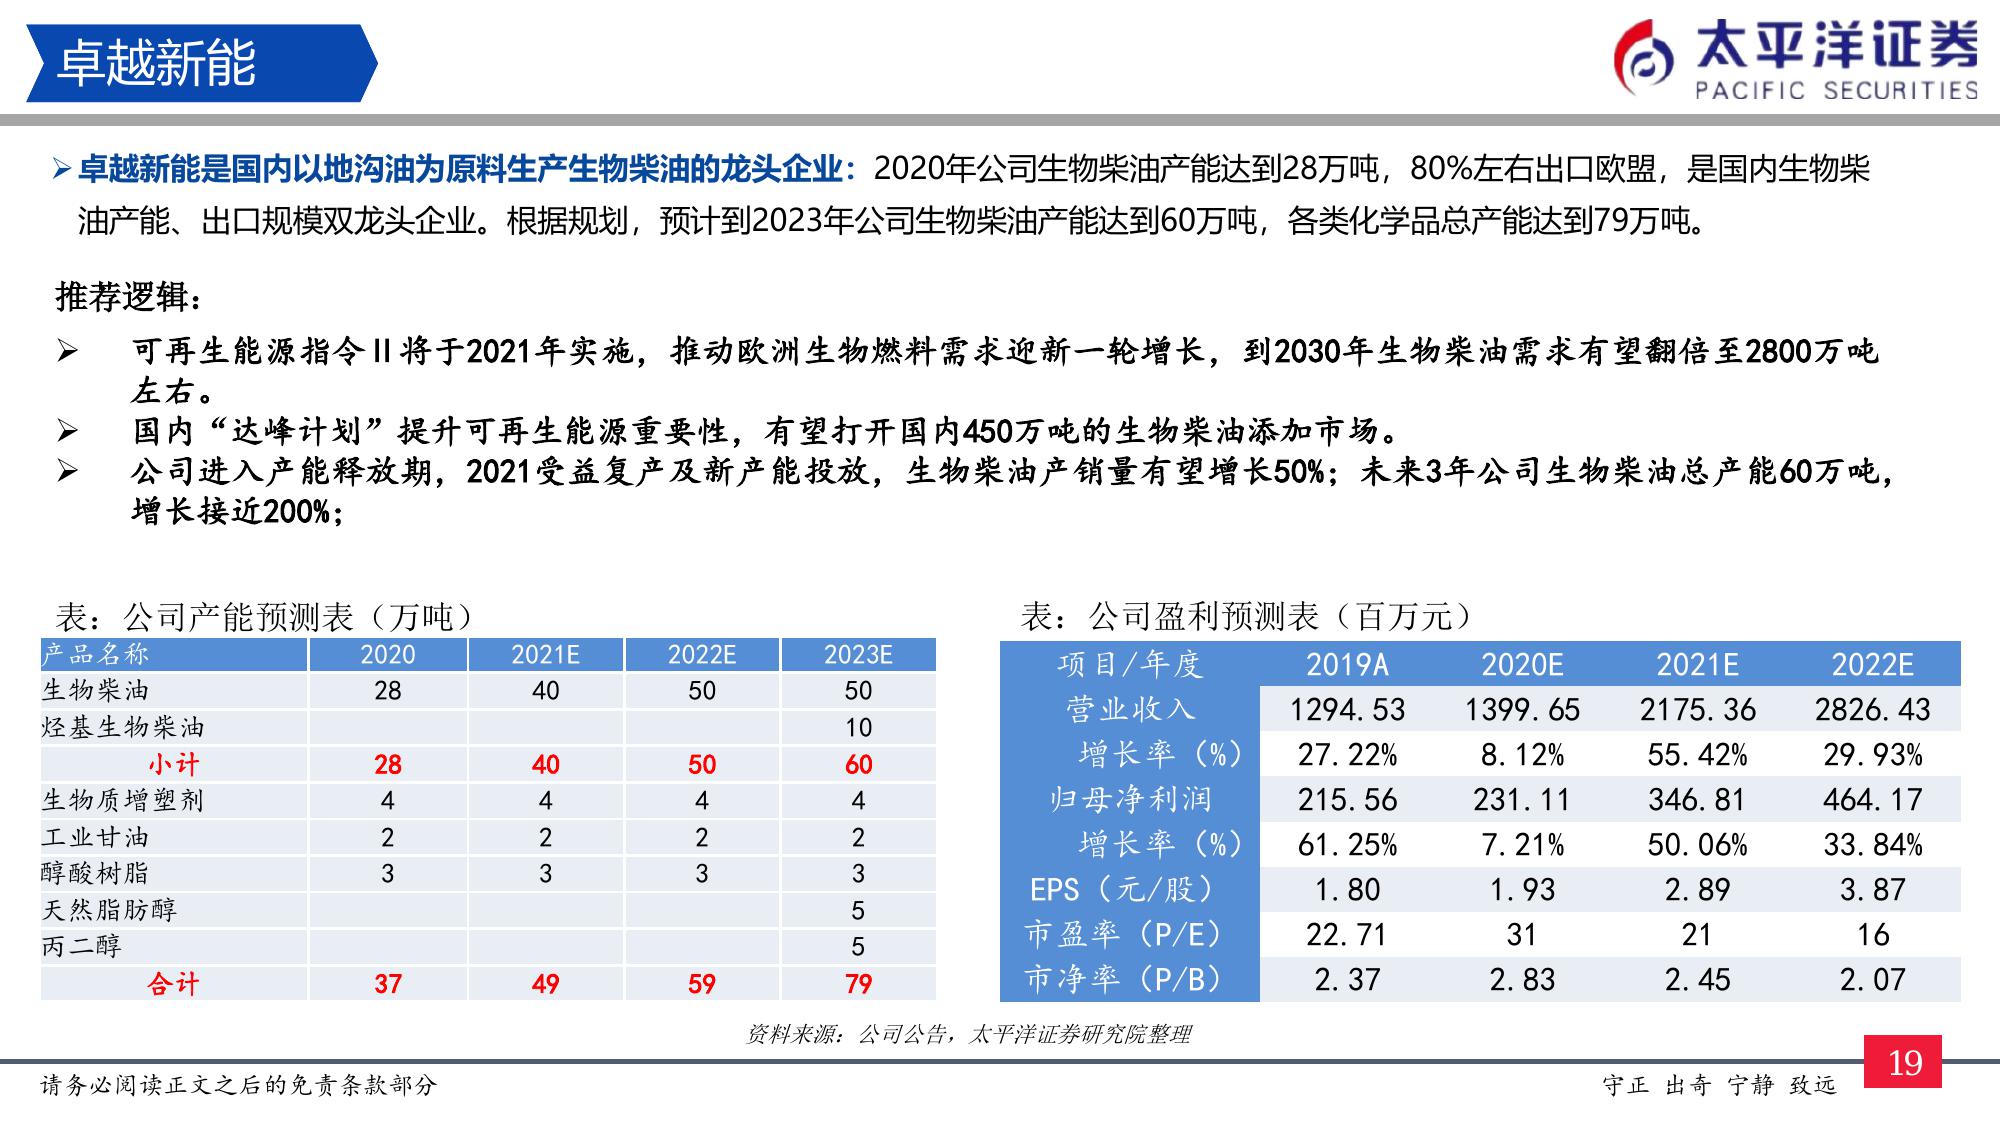 卓越新能
太平洋证券
PACIFIC SECURITIES
➢卓越新能是国内以地沟油为原料生产生物柴油的龙头企业：2020年公司生物柴油产能达到28万吨，80%左右出口欧盟，是国内生物柴
油产能、出口规模双龙头企业。根据规划，预计到2023年公司生物柴油产能达到60万吨，各类化学品总产能达到79万吨。
推荐逻辑：
➢ 可再生能源指令Ⅱ将于2021年实施，推动欧洲生物燃料需求迎新一轮增长，到2030年生物柴油需求有望翻倍至2800万吨
左右。
➢ 国内“达峰计划”提升可再生能源重要性，有望打开国内450万吨的生物柴油添加市场。
➢ 公司进入产能释放期，2021受益复产及新产能投放，生物柴油产销量有望增长50%；未来3年公司生物柴油总产能60万吨，
增长接近200%；
表：公司产能预测表（万吨）
产品名称 2020 2021E 2022E 2023E
生物柴油 28 40 50 50
烃基生物柴油 10
小计 28 40 50 60
生物质增塑剂 4 4 4 4
工业甘油 2 2 2 2
醇酸树脂 3 3 3 3
天然脂肪醇 5
丙二醇 5
合计 37 49 59 79
表：公司盈利预测表（百万元）
项目/年度 2019A 2020E 2021E 2022E
营业收入 1294.53 1399.65 2175.36 2826.43
增长率（%） 27.22% 8.12% 55.42% 29.93%
归母净利润 215.56 231.11 346.81 464.17
增长率（%） 61.25% 7.21% 50.06% 33.84%
EPS（元/股） 1.80 1.93 2.89 3.87
市盈率（P/E） 22.71 31 21 16
市净率（P/B） 2.37 2.83 2.45 2.07
资料来源：公司公告，太平洋证券研究院整理
请务必阅读正文之后的免责条款部分
守正 出奇 宁静 致远
19